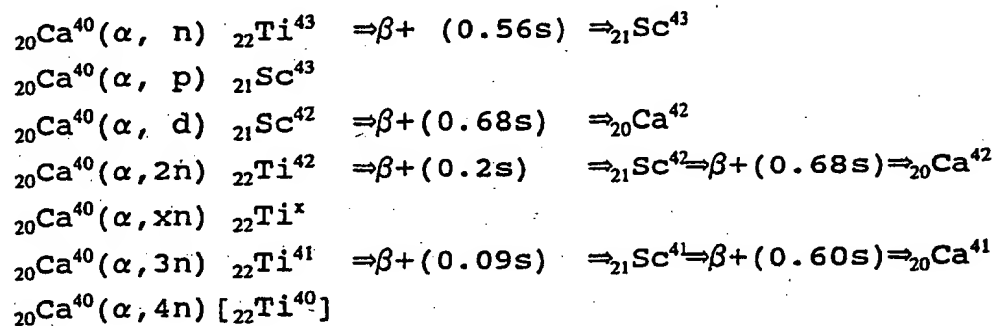 ₂₀Ca⁴⁰(α, n) ₂₂Ti⁴³ ⇒β+ (0.56s) ⇒₂₁Sc⁴³
₂₀Ca⁴⁰(α, p) ₂₁Sc⁴³
₂₀Ca⁴⁰(α, d) ₂₁Sc⁴² ⇒β+(0.68s) ⇒₂₀Ca⁴²
₂₀Ca⁴⁰(α,2n) ₂₂Ti⁴² ⇒β+(0.2s) ⇒₂₁Sc⁴²⇒β+(0.68s)⇒₂₀Ca⁴²
₂₀Ca⁴⁰(α,xn) ₂₂Tiˣ
₂₀Ca⁴⁰(α,3n) ₂₂Ti⁴¹ ⇒β+(0.09s) ⇒₂₁Sc⁴¹⇒β+(0.60s)⇒₂₀Ca⁴¹
₂₀Ca⁴⁰(α,4n)[₂₂Ti⁴⁰]